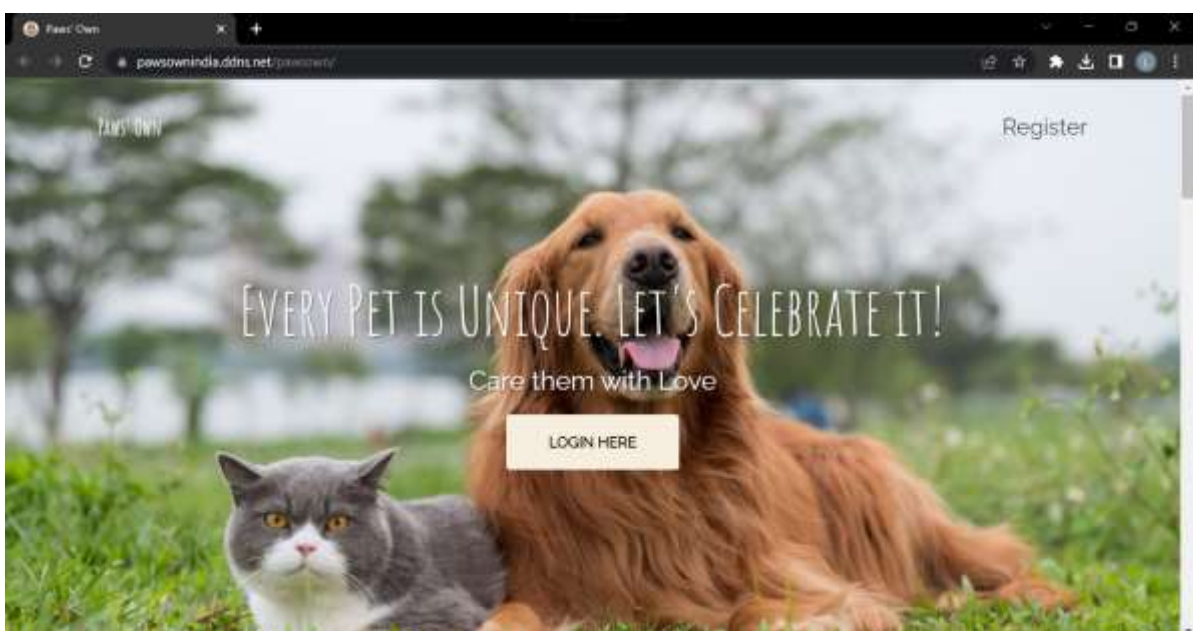 Paws' Own
pawsownindia.ddns.net/pawsown/
PAWS' OWN
Register
EVERY PET IS UNIQUE. LET'S CELEBRATE IT!
Care them with Love
LOGIN HERE